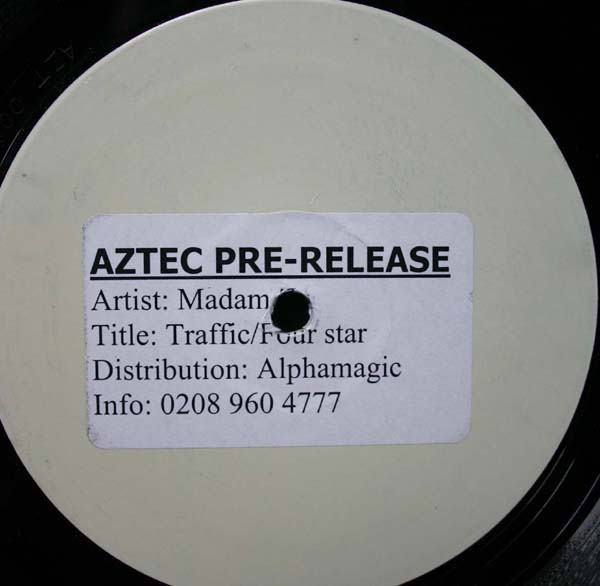 AZTEC PRE-RELEASE
Artist: Madam
Title: Traffic/Four star
Distribution: Alphamagic
Info: 0208 960 4777